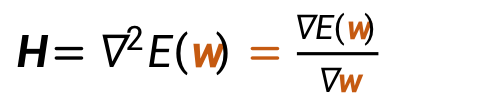 H = ∇²E(w) = ∇E(w) / ∇w